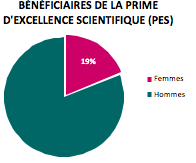 BÉNÉFICIAIRES DE LA PRIME
D'EXCELLENCE SCIENTIFIQUE (PES)
19%
Femmes
Hommes